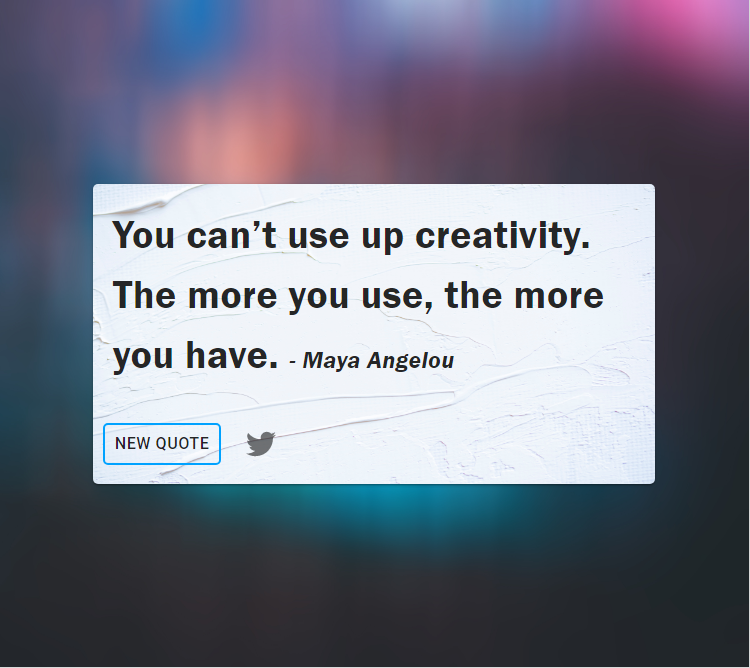 You can’t use up creativity.
The more you use, the more
you have. - Maya Angelou
NEW QUOTE